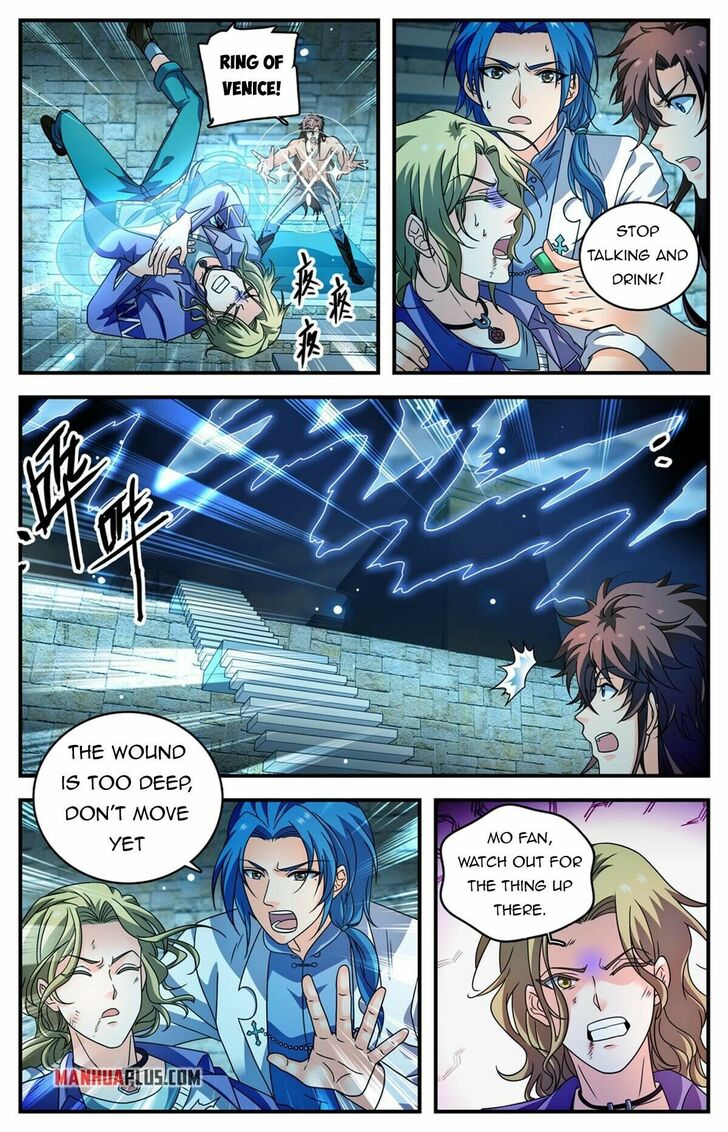 RING OF
VENICE!
疼
疼
疼
STOP
TALKING AND
DRINK!
THE WOUND
IS TOO DEEP,
DON'T MOVE
YET
MO FAN,
WATCH OUT FOR
THE THING UP
THERE.
MANHUAPLUS.COM